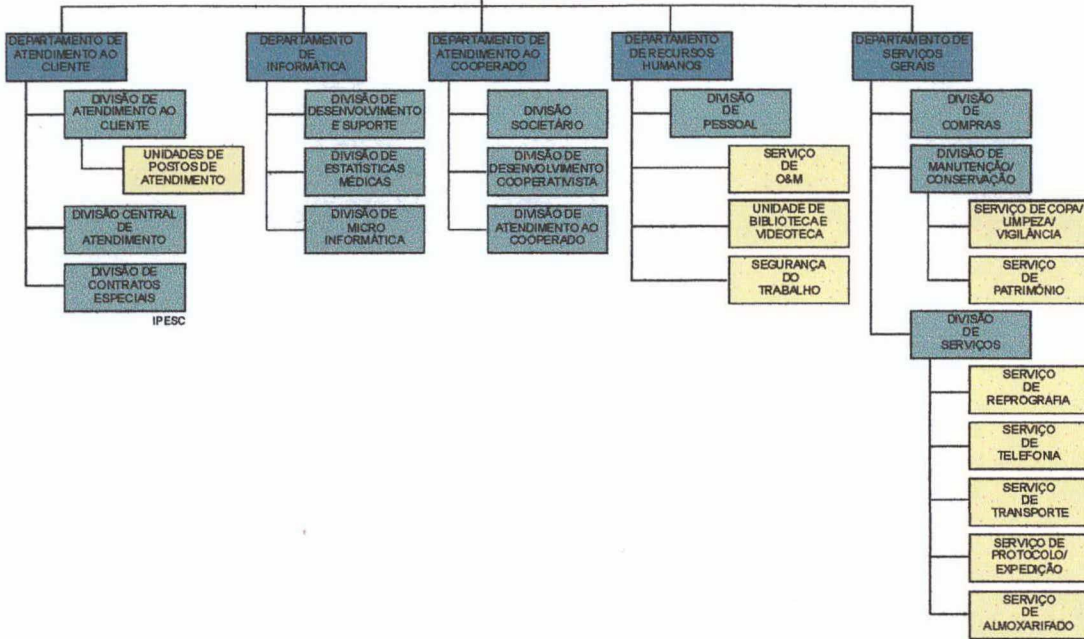 DEPARTAMENTO DE
ATENDIMENTO AO
CLIENTE
DIVISÃO DE
ATENDIMENTO AO
CLIENTE
UNIDADES DE
POSTOS DE
ATENDIMENTO
DIVISÃO CENTRAL
DE
ATENDIMENTO
DIVISÃO DE
CONTRATOS
ESPECIAIS
IPESC
DEPARTAMENTO
DE
INFORMÁTICA
DIVISÃO DE
DESENVOLVIMENTO
E SUPORTE
DIVISÃO DE
ESTATÍSTICAS
MÉDICAS
DIVISÃO DE
MICRO
INFORMÁTICA
DEPARTAMENTO DE
ATENDIMENTO AO
COOPERADO
DIVISÃO
SOCIETÁRIO
DIVISÃO DE
DESENVOLVIMENTO
COOPERATIVISTA
DIVISÃO DE
ATENDIMENTO AO
COOPERADO
DEPARTAMENTO
DE RECURSOS
HUMANOS
DIVISÃO
DE
PESSOAL
SERVIÇO
DE
O&M
UNIDADE DE
BIBLIOTECA E
VIDEOTECA
SEGURANÇA
DO
TRABALHO
DEPARTAMENTO DE
SERVIÇOS
GERAIS
DIVISÃO
DE
COMPRAS
DIVISÃO DE
MANUTENÇÃO/
CONSERVAÇÃO
SERVIÇO DE COPA/
LIMPEZA/
VIGILÂNCIA
SERVIÇO
DE
PATRIMÔNIO
DIVISÃO
DE
SERVIÇOS
SERVIÇO
DE
REPROGRAFIA
SERVIÇO
DE
TELEFONIA
SERVIÇO
DE
TRANSPORTE
SERVIÇO DE
PROTOCOLO/
EXPEDIÇÃO
SERVIÇO
DE
ALMOXARIFADO